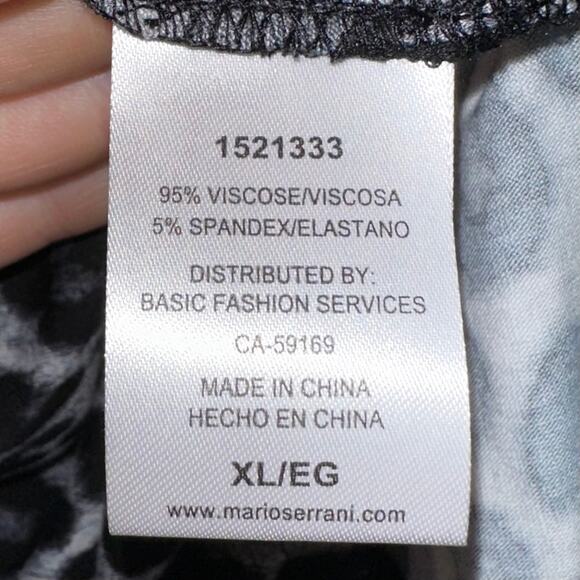 1521333
95% VISCOSE/VISCOSA
5% SPANDEX/ELASTANO
DISTRIBUTED BY:
BASIC FASHION SERVICES
CA-59169
MADE IN CHINA
HECHO EN CHINA
XL/EG
www.marioserrani.com